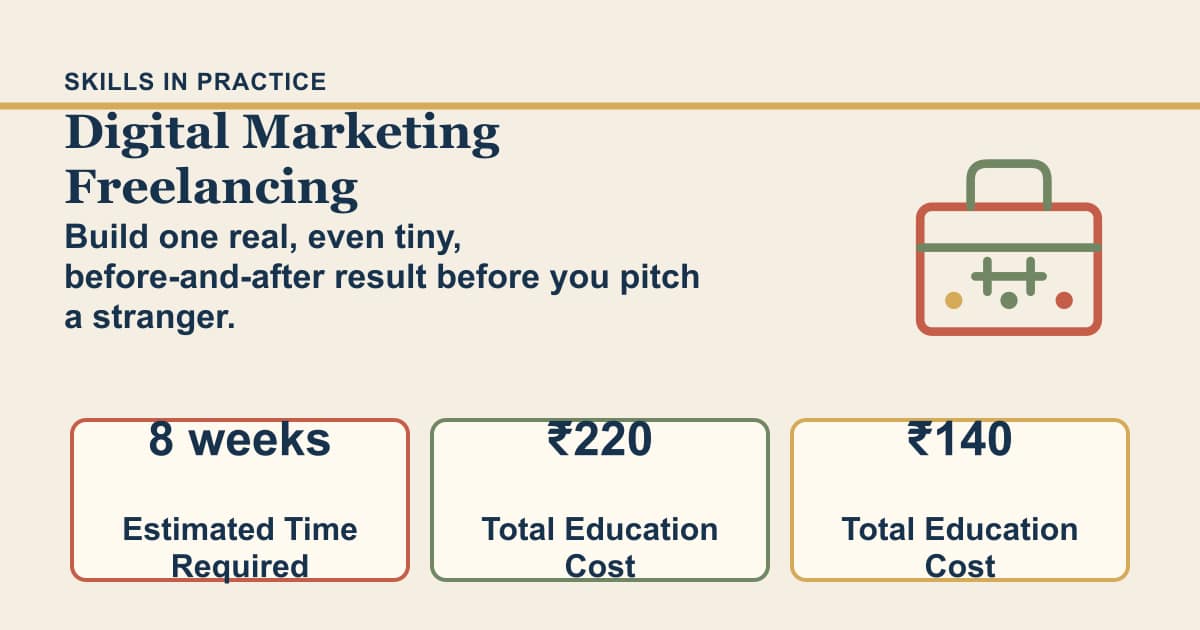 SKILLS IN PRACTICE
Digital Marketing
Freelancing
Build one real, even tiny,
before-and-after result before you pitch
a stranger.
8 weeks
Estimated Time
Required
₹220
Total Education
Cost
₹140
Total Education
Cost